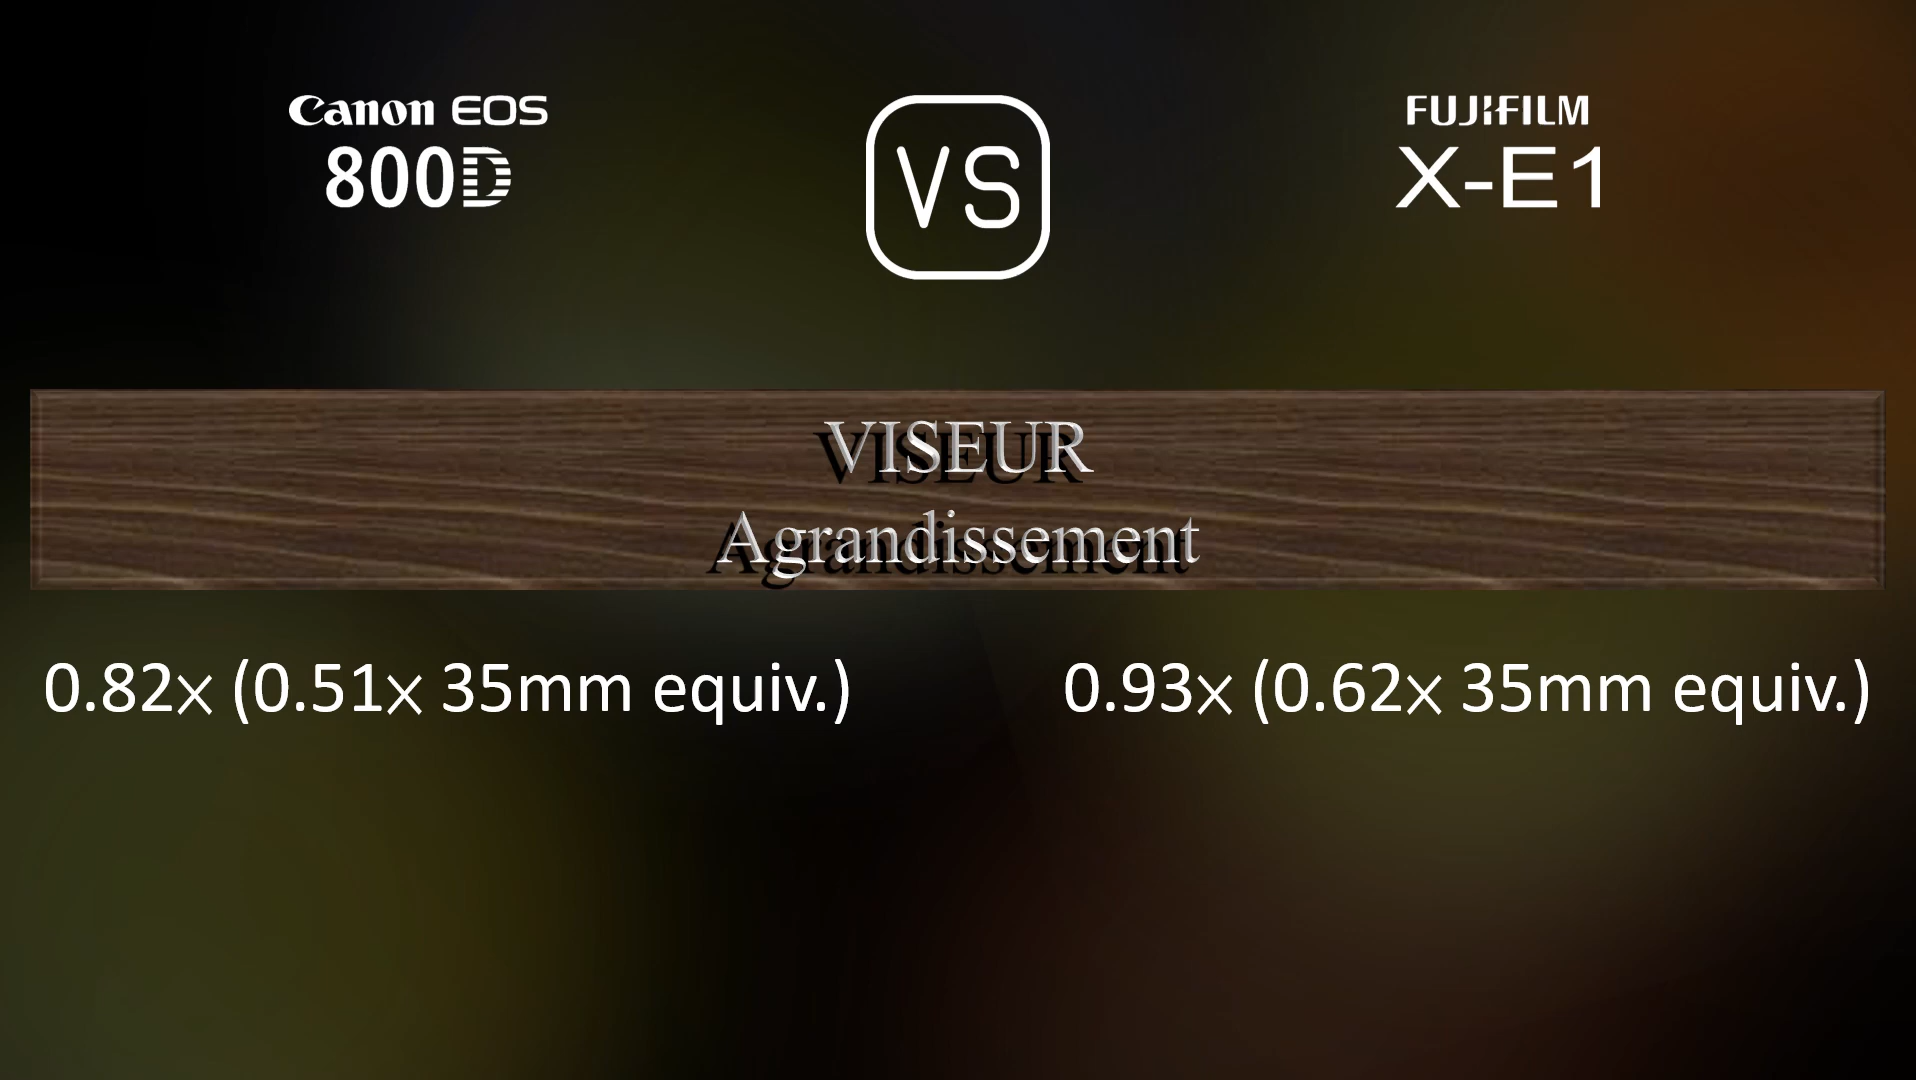 Canon EOS
800D
VS
FUJIFILM
X-E1
VISEUR
Agrandissement
0.82x (0.51x 35mm equiv.)
0.93x (0.62x 35mm equiv.)